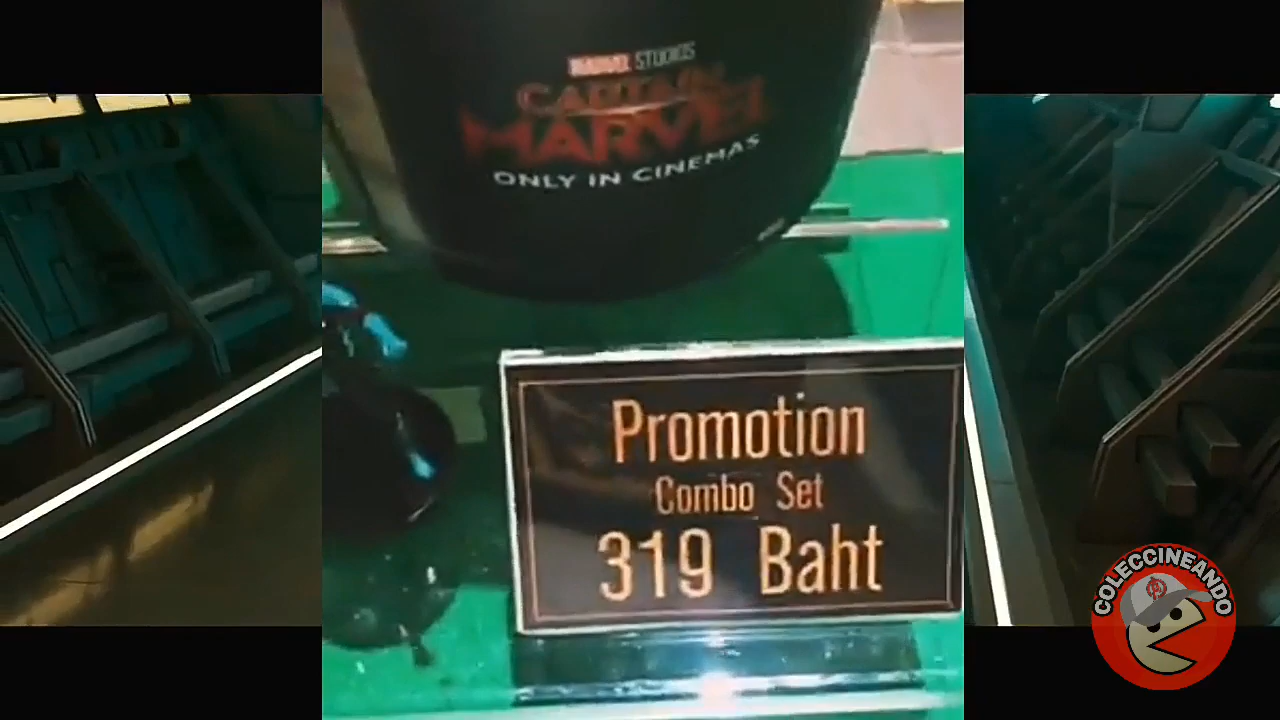 MARVEL STUDIOS
CAPTAIN
MARVEL
ONLY IN CINEMAS
Promotion
Combo Set
319 Baht
COLECCINEANDO